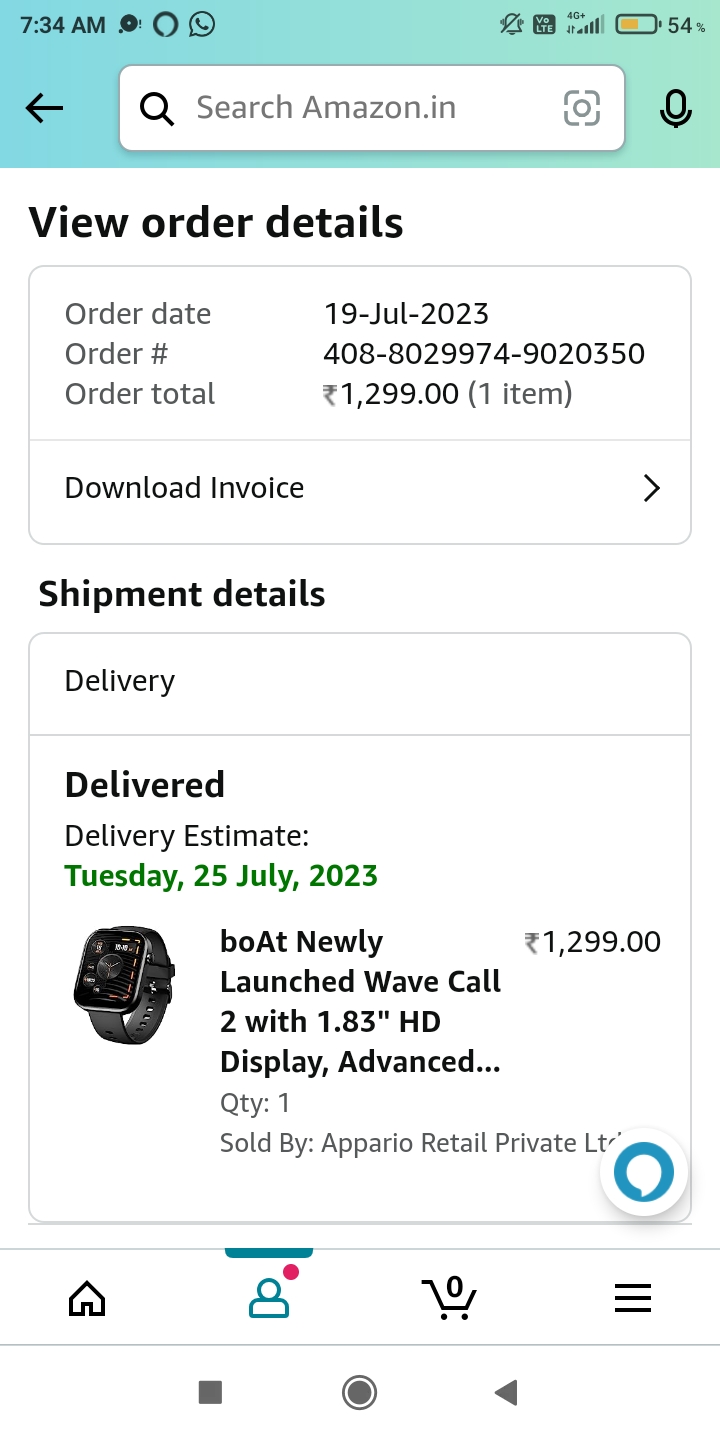 7:34 AM
Vo LTE
4G+
54%
Search Amazon.in
View order details
Order date 19-Jul-2023
Order # 408-8029974-9020350
Order total ₹1,299.00 (1 item)
Download Invoice
Shipment details
Delivery
Delivered
Delivery Estimate:
Tuesday, 25 July, 2023
boAt Newly ₹1,299.00
Launched Wave Call
2 with 1.83" HD
Display, Advanced...
Qty: 1
Sold By: Appario Retail Private Ltd
0